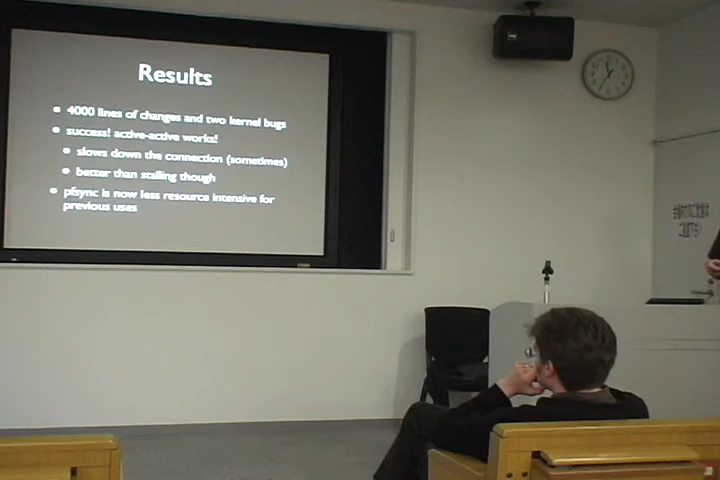 Results
4000 lines of changes and two kernel bugs
success! active-active works!
slows down the connection (sometimes)
better than stalling though
pfsync is now less resource intensive for
previous uses